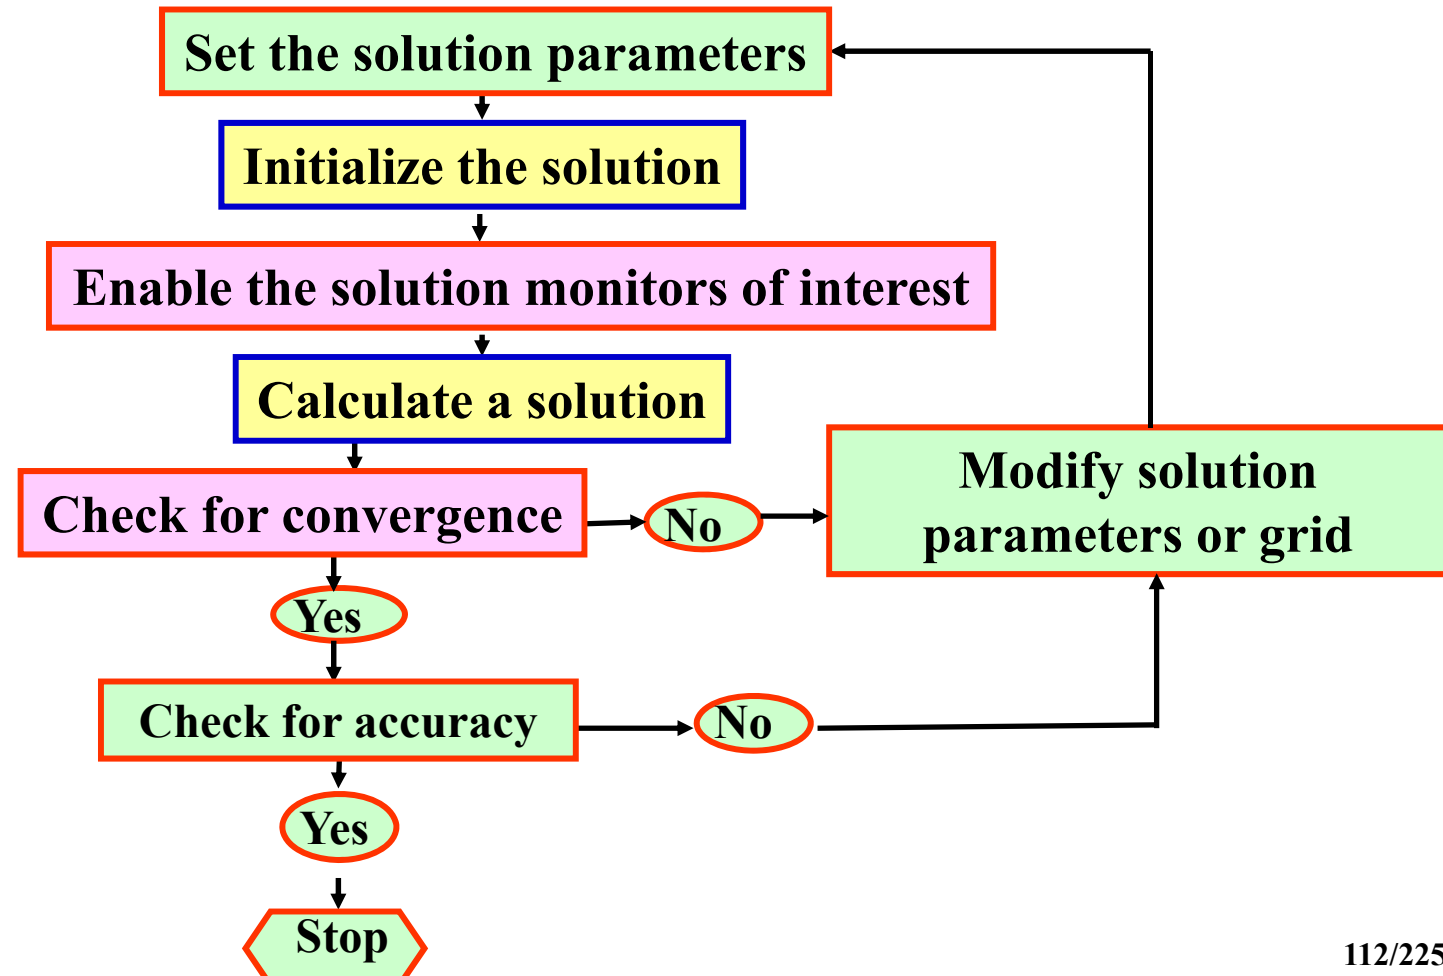 Set the solution parameters
Initialize the solution
Enable the solution monitors of interest
Calculate a solution
Check for convergence
No
Modify solution
parameters or grid
Yes
Check for accuracy
No
Yes
Stop
112/225